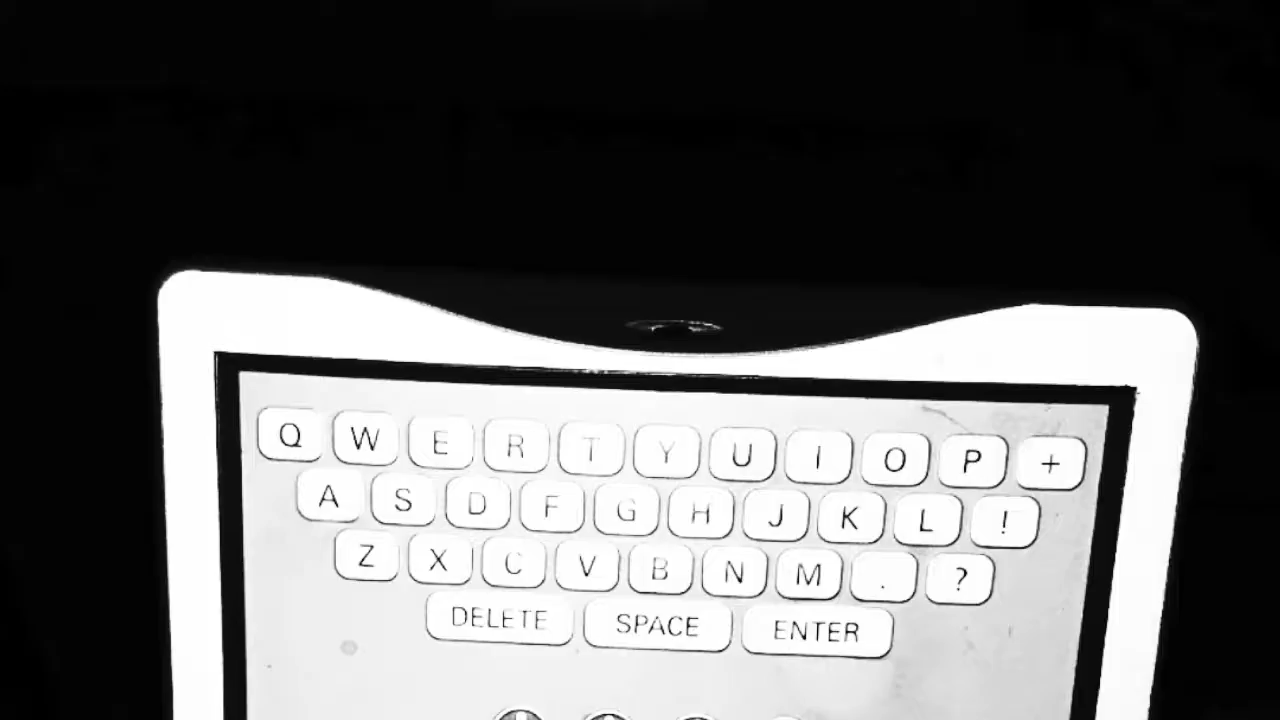 Q W E R T Y U I O P +
A S D F G H J K L !
Z X C V B N M . ?
DELETE SPACE ENTER